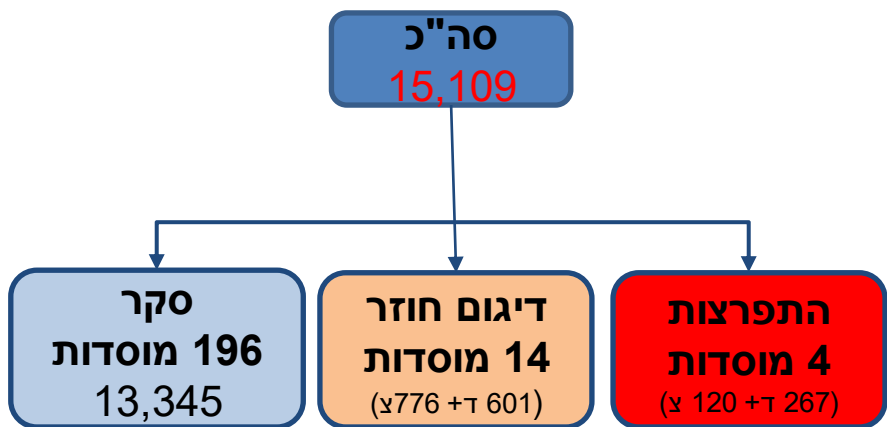 סה"כ
15,109
התפרצות
4 מוסדות
(267 ד+ 120 צ)
דיגום חוזר
14 מוסדות
(601 ד+ 776צ)
סקר
196 מוסדות
13,345